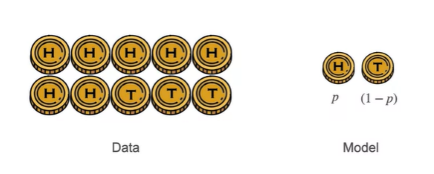 H H H H H
H H T T T
H T
p (1 − p)
Data Model